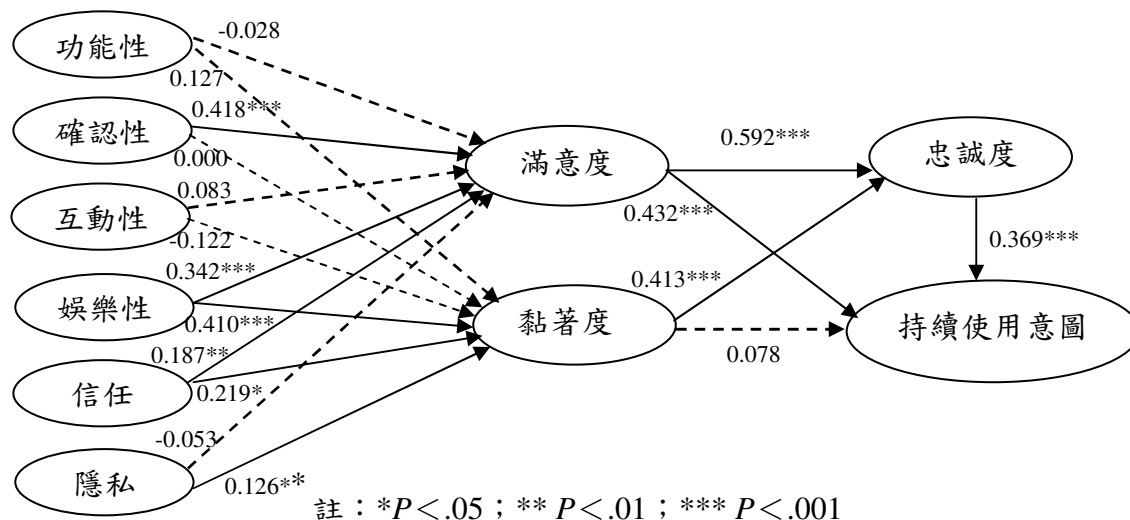 功能性
-0.028
0.127
確認性
0.418***
0.000
互動性
0.083
-0.122
娛樂性
0.342***
0.410***
信任
0.187**
0.219*
隱私
-0.053
0.126**
滿意度
黏著度
0.592***
0.432***
0.413***
0.078
忠誠度
0.369***
持續使用意圖
註：*P＜.05；** P＜.01；*** P＜.001